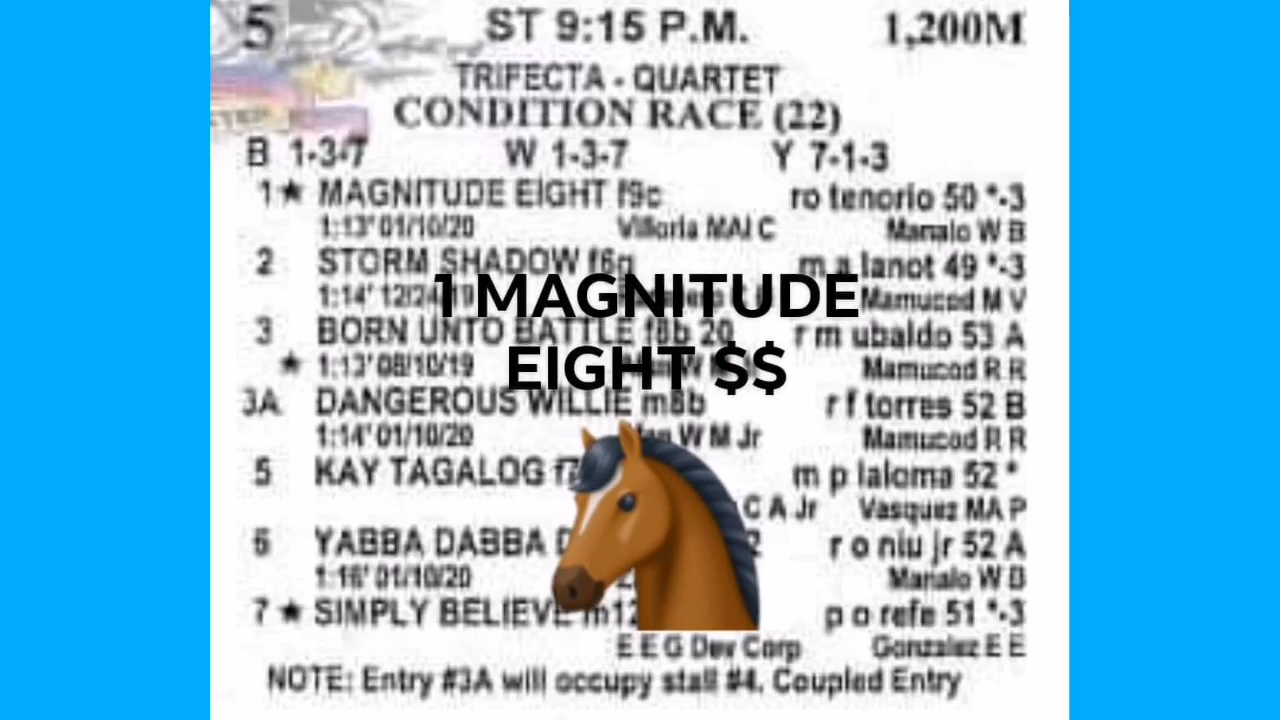 5 ST 9:15 P.M. 1,200M
TRIFECTA - QUARTET
CONDITION RACE (22)
B 1-3-7 W 1-3-7 Y 7-1-3
1★ MAGNITUDE EIGHT f9c ro tenorio 50 *-3
1:13' 01/10/20 Villoria MAI C Manalo W B
2 STORM SHADOW m a lanot 49 *-3
1:14' Mamucod M V
1 MAGNITUDE
3 BORN UNTO BATTLE f8b 20 r m ubaldo 53 A
★ 1:13' 08/10/19 Mamucod R R
EIGHT $$
3A DANGEROUS WILLIE m8b r f torres 52 B
1:14' 01/10/20 W M Jr Mamucod R R
5 KAY TAGALOG m p laloma 52 *
C A Jr Vasquez MA P
6 YABBA DABBA r o niu jr 52 A
1:16' 01/10/20 Manalo W B
7 ★ SIMPLY BELIEVE p o refe 51 *-3
E E G Dev Corp Gonzalez E E
NOTE: Entry #3A will occupy stall #4. Coupled Entry